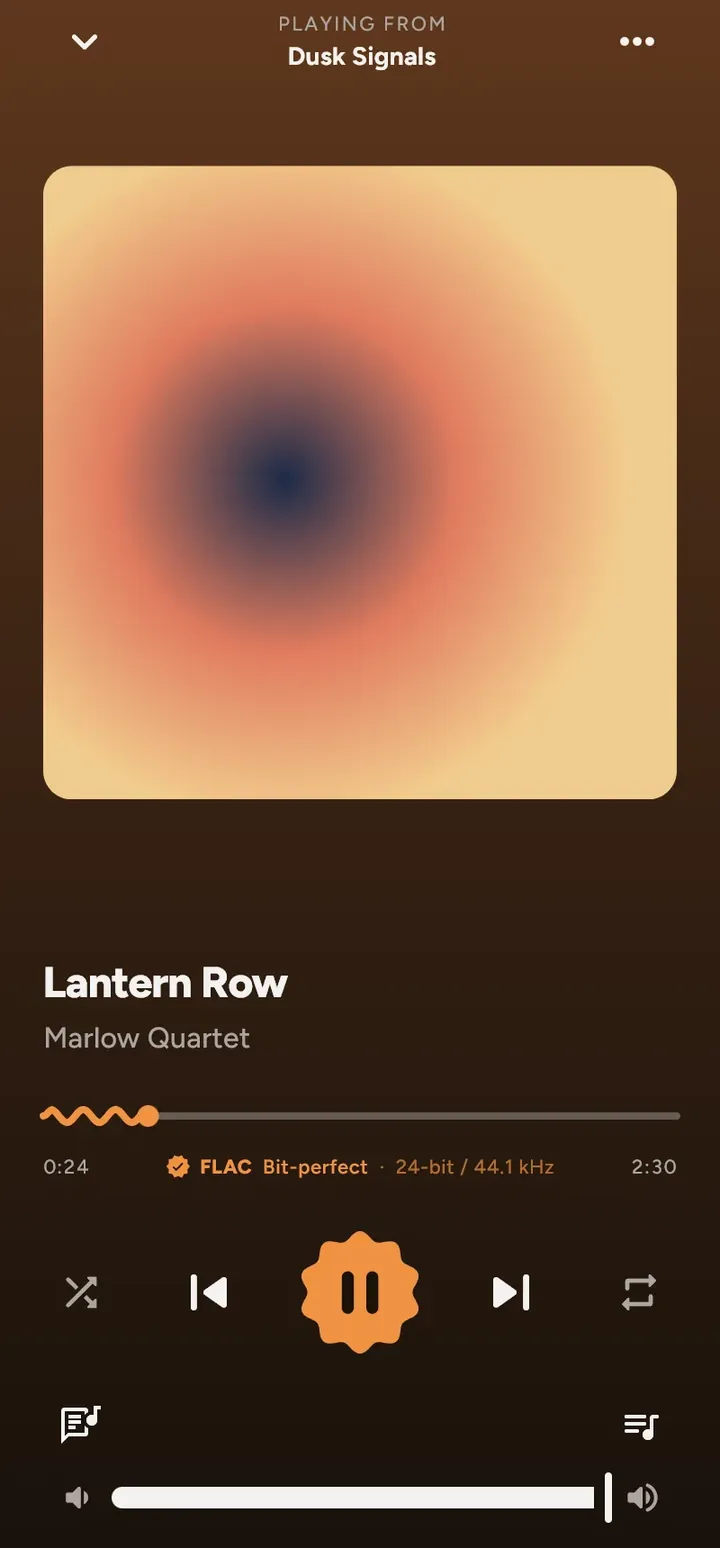 PLAYING FROM
Dusk Signals
Lantern Row
Marlow Quartet
0:24 FLAC Bit-perfect · 24-bit / 44.1 kHz 2:30